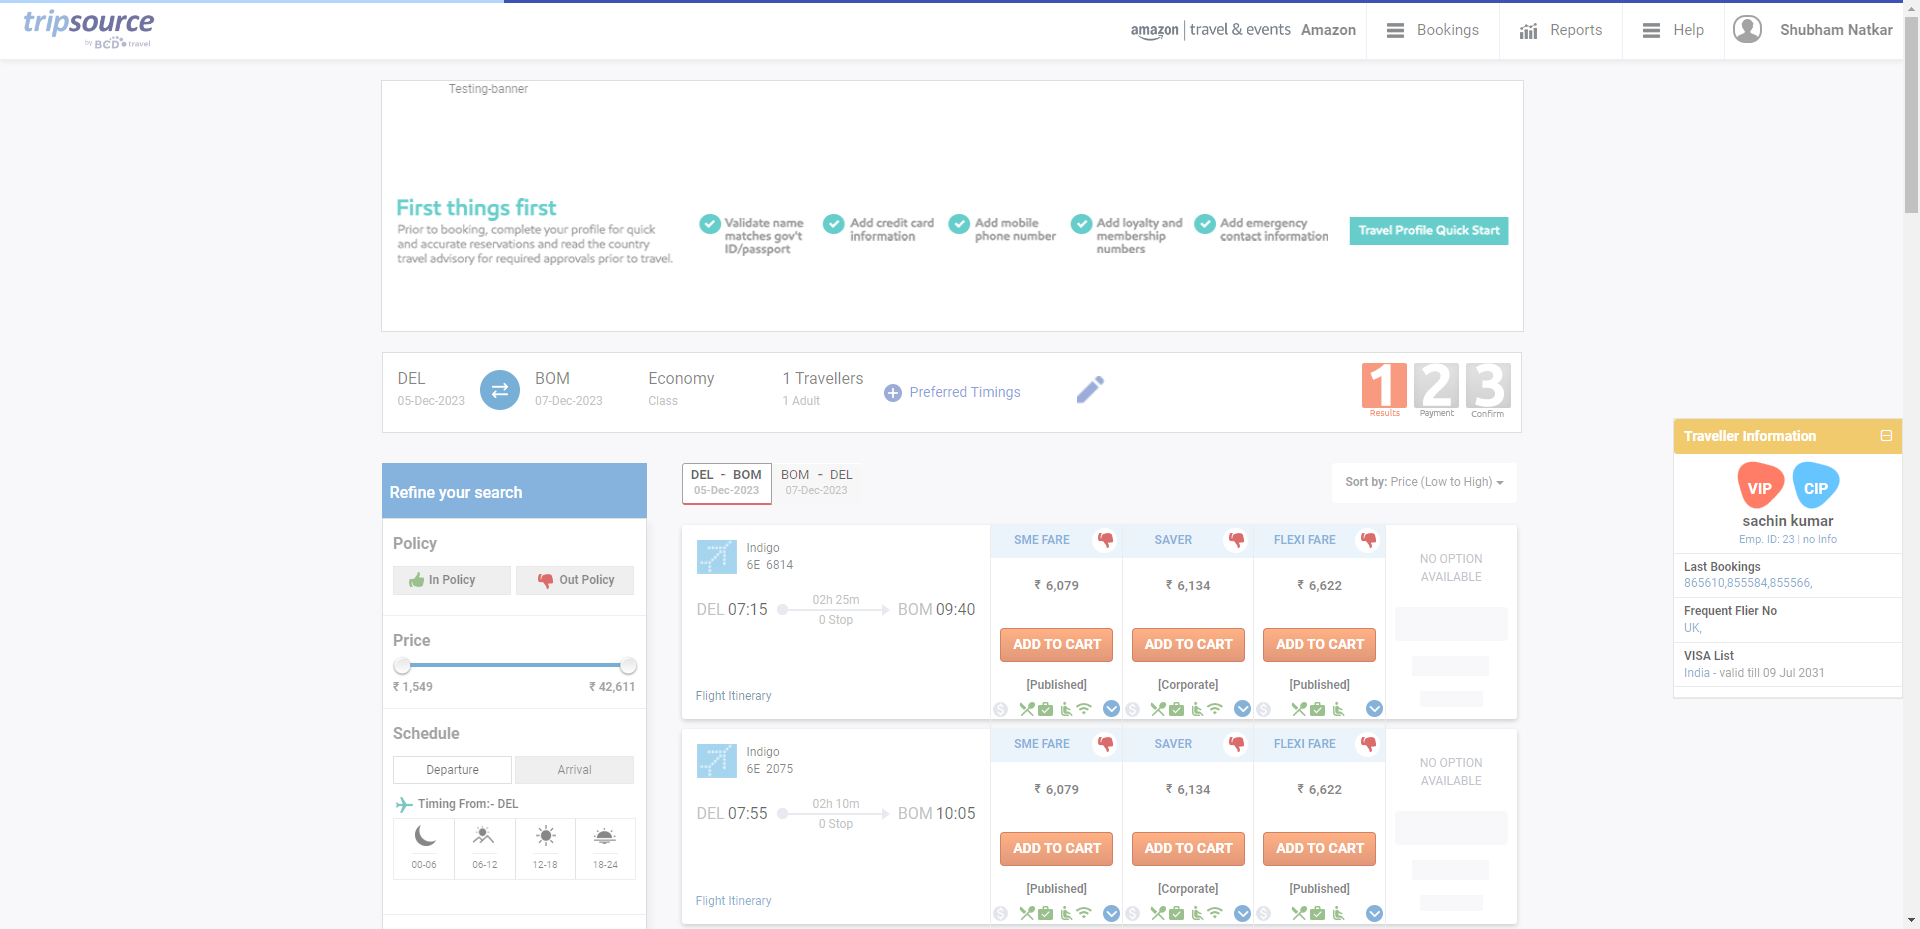 tripsource
by BCD travel
amazon | travel & events Amazon
Bookings
Reports
Help
Shubham Natkar
Testing-banner
First things first
Prior to booking, complete your profile for quick
and accurate reservations and read the country
travel advisory for required approvals prior to travel.
Validate name
matches gov't
ID/passport
Add credit card
information
Add mobile
phone number
Add loyalty and
membership
numbers
Add emergency
contact information
Travel Profile Quick Start
DEL
05-Dec-2023
BOM
07-Dec-2023
Economy
Class
1 Travellers
1 Adult
Preferred Timings
1
Results
2
Payment
3
Confirm
Traveller Information
VIP
CIP
sachin kumar
Emp. ID: 23 | no Info
Last Bookings
865610,855584,855566,
Frequent Flier No
UK,
VISA List
India - valid till 09 Jul 2031
Refine your search
Policy
In Policy
Out Policy
Price
₹ 1,549
₹ 42,611
Schedule
Departure
Arrival
Timing From:- DEL
00-06
06-12
12-18
18-24
DEL - BOM
05-Dec-2023
BOM - DEL
07-Dec-2023
Sort by: Price (Low to High)
Indigo
6E 6814
DEL 07:15
02h 25m
0 Stop
BOM 09:40
Flight Itinerary
SME FARE
₹ 6,079
ADD TO CART
[Published]
SAVER
₹ 6,134
ADD TO CART
[Corporate]
FLEXI FARE
₹ 6,622
ADD TO CART
[Published]
NO OPTION
AVAILABLE
Indigo
6E 2075
DEL 07:55
02h 10m
0 Stop
BOM 10:05
Flight Itinerary
SME FARE
₹ 6,079
ADD TO CART
[Published]
SAVER
₹ 6,134
ADD TO CART
[Corporate]
FLEXI FARE
₹ 6,622
ADD TO CART
[Published]
NO OPTION
AVAILABLE